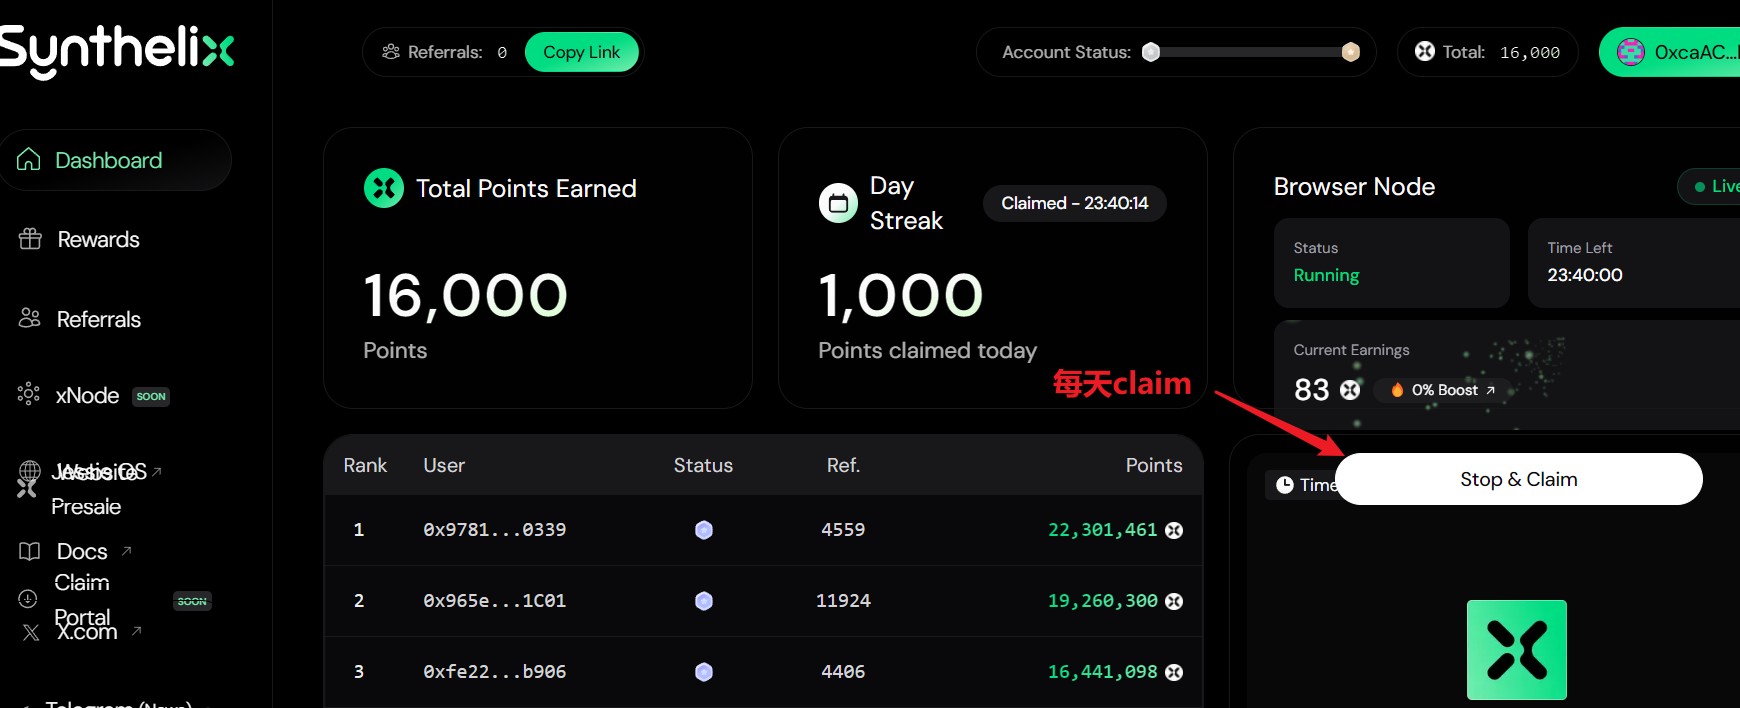 Synthelix
Referrals: 0
Copy Link
Account Status:
Total: 16,000
0xcaAC...
Dashboard
Rewards
Referrals
xNode SOON
Website
Presale
Docs
Claim
Portal
SOON
X.com
Telegram (News)
Total Points Earned
16,000
Points
Day
Streak
Claimed - 23:40:14
1,000
Points claimed today
每天claim
Browser Node
Live
Status
Running
Time Left
23:40:00
Current Earnings
83
0% Boost
Stop & Claim
Time
Rank User Status Ref. Points
1 0x9781...0339 4559 22,301,461
2 0x965e...1C01 11924 19,260,300
3 0xfe22...b906 4406 16,441,098